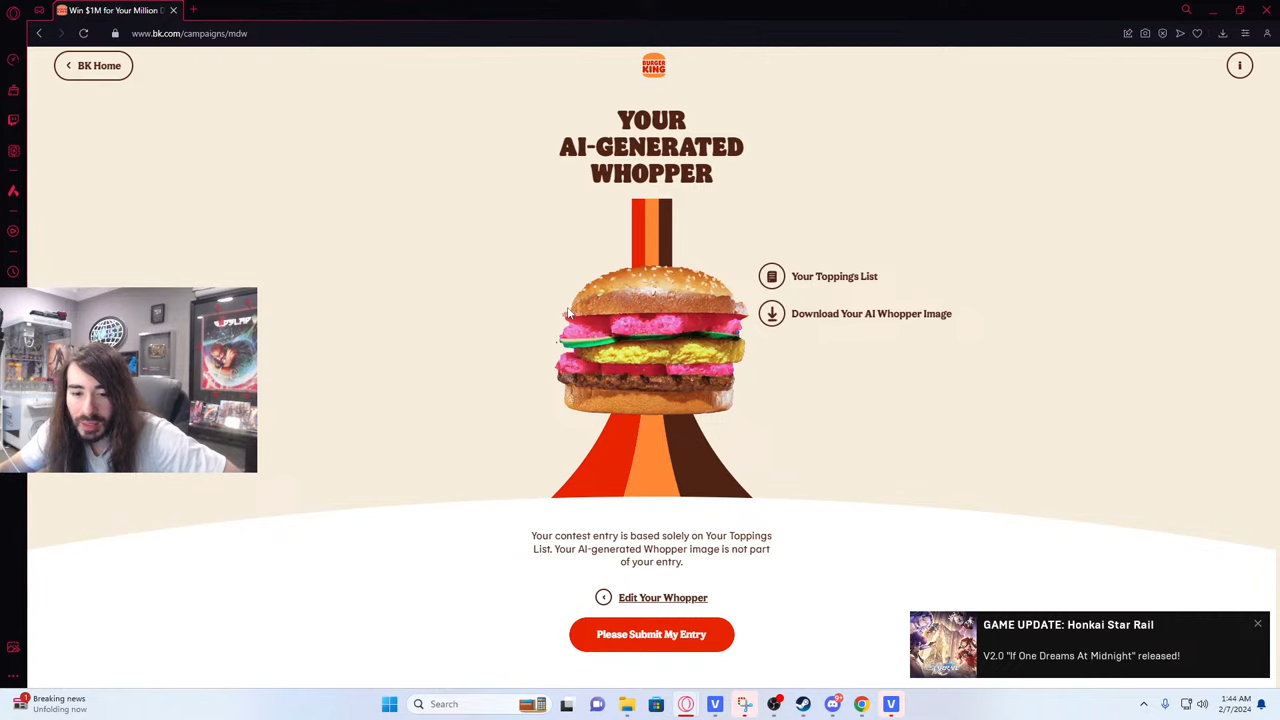 Win $1M for Your Million D
www.bk.com/campaigns/mdw
BK Home
BURGER
KING
YOUR
AI-GENERATED
WHOPPER
Your Toppings List
Download Your AI Whopper Image
Your contest entry is based solely on Your Toppings
List. Your AI-generated Whopper image is not part
of your entry.
Edit Your Whopper
Please Submit My Entry
GAME UPDATE: Honkai Star Rail
V2.0 "If One Dreams At Midnight" released!
1
Breaking news
Unfolding now
Search
9+
1:44 AM
2/7/2024